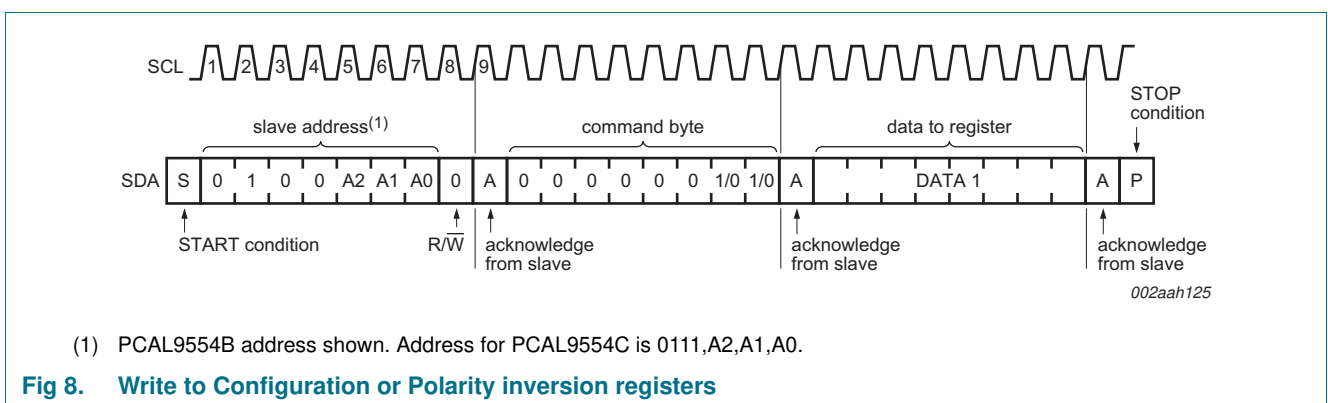 SCL 1 2 3 4 5 6 7 8 9
STOP
condition
slave address(1) command byte data to register
SDA S 0 1 0 0 A2 A1 A0 0 A 0 0 0 0 0 0 1/0 1/0 A DATA 1 A P
START condition R/W acknowledge acknowledge acknowledge
from slave from slave from slave
002aah125
(1) PCAL9554B address shown. Address for PCAL9554C is 0111,A2,A1,A0.
Fig 8. Write to Configuration or Polarity inversion registers